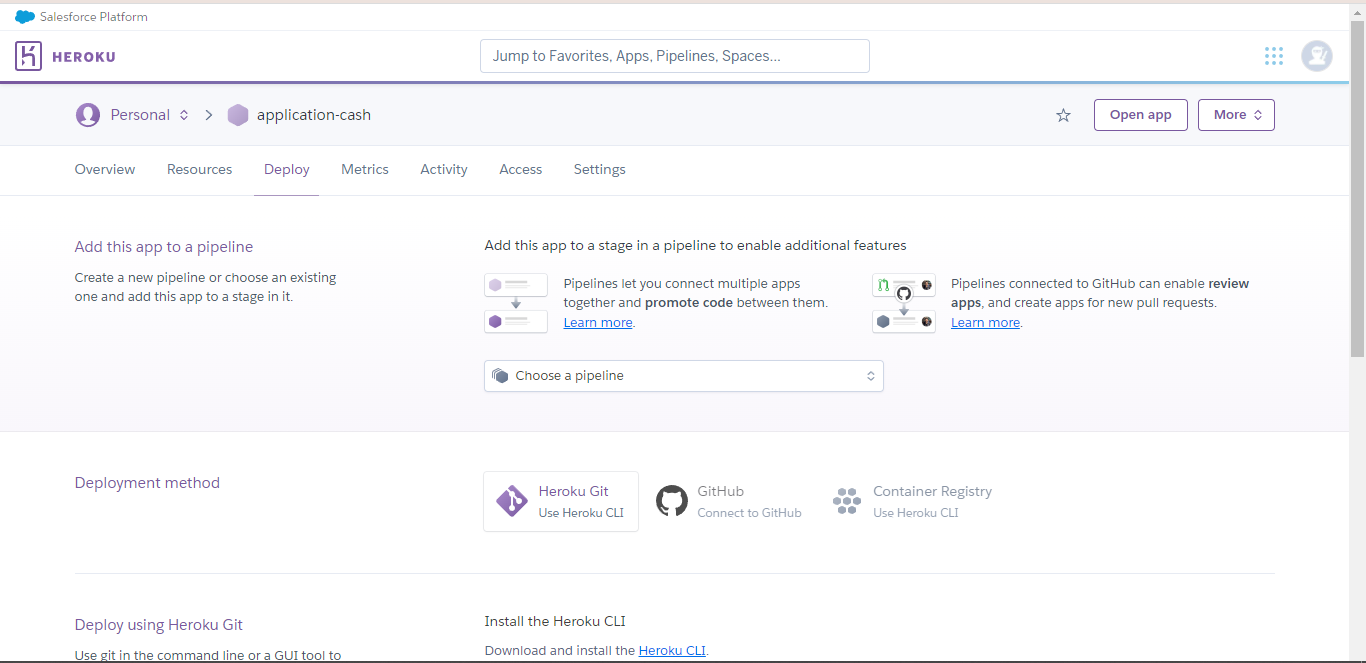 Salesforce Platform
HEROKU
Jump to Favorites, Apps, Pipelines, Spaces...
Personal
application-cash
Open app
More
Overview
Resources
Deploy
Metrics
Activity
Access
Settings
Add this app to a pipeline
Create a new pipeline or choose an existing
one and add this app to a stage in it.
Add this app to a stage in a pipeline to enable additional features
Pipelines let you connect multiple apps
together and promote code between them.
Learn more.
Pipelines connected to GitHub can enable review
apps, and create apps for new pull requests.
Learn more.
Choose a pipeline
Deployment method
Heroku Git
Use Heroku CLI
GitHub
Connect to GitHub
Container Registry
Use Heroku CLI
Deploy using Heroku Git
Use git in the command line or a GUI tool to
Install the Heroku CLI
Download and install the Heroku CLI.